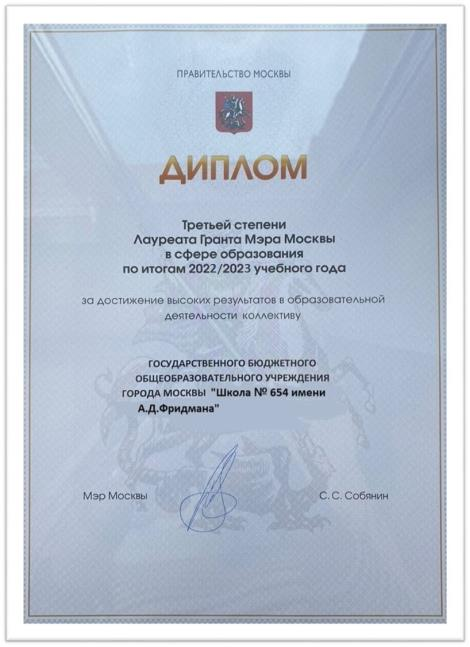 ПРАВИТЕЛЬСТВО МОСКВЫ
ДИПЛОМ
Третьей степени
Лауреата Гранта Мэра Москвы
в сфере образования
по итогам 2022/2023 учебного года
за достижение высоких результатов в образовательной
деятельности коллективу
ГОСУДАРСТВЕННОГО БЮДЖЕТНОГО
ОБЩЕОБРАЗОВАТЕЛЬНОГО УЧРЕЖДЕНИЯ
ГОРОДА МОСКВЫ "Школа № 654 имени
А.Д.Фридмана"
Мэр Москвы
С. С. Собянин